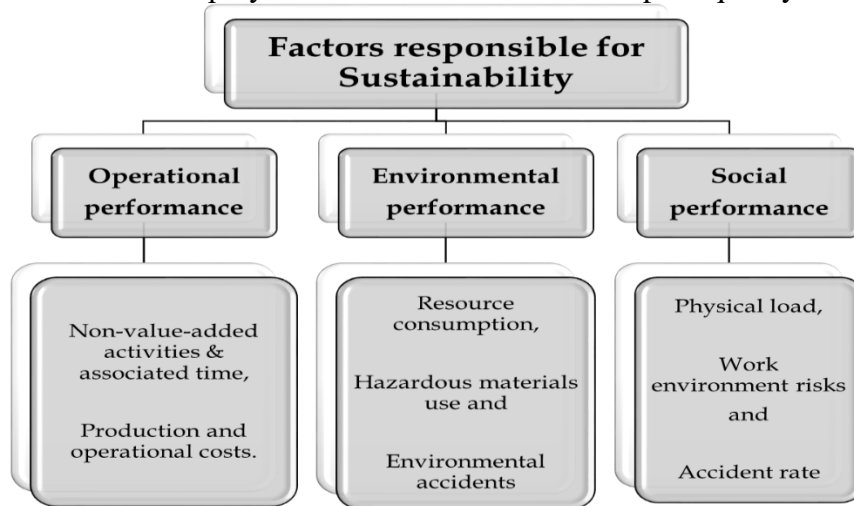 Factors responsible for
Sustainability
Operational
performance
Environmental
performance
Social
performance
Non-value-added
activities &
associated time,
Production and
operational costs.
Resource
consumption,
Hazardous materials
use and
Environmental
accidents
Physical load,
Work
environment risks
and
Accident rate